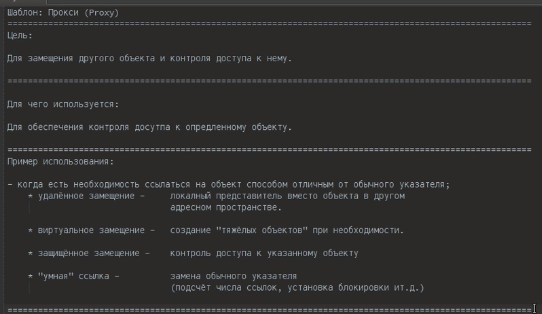 Шаблон: Прокси (Proxy)
====================================================================================================
Цель:
Для замещения другого объекта и контроля доступа к нему.
====================================================================================================
Для чего используется:
Для обеспечения контроля досутпа к опредленному объекту.
====================================================================================================
Пример использования:
– когда есть необходимость ссылаться на объект способом отличным от обычного указателя;
* удалённое замещение – локальный представитель вместо объекта в другом
адресном пространстве.
* виртуальное замещение – создание "тяжёлых объектов" при необходимости.
* защищённое замещение – контроль доступа к указанному объекту
* "умная" ссылка – замена обычного указателя
(подсчёт числа ссылок, установка блокировки ит.д.)
====================================================================================================